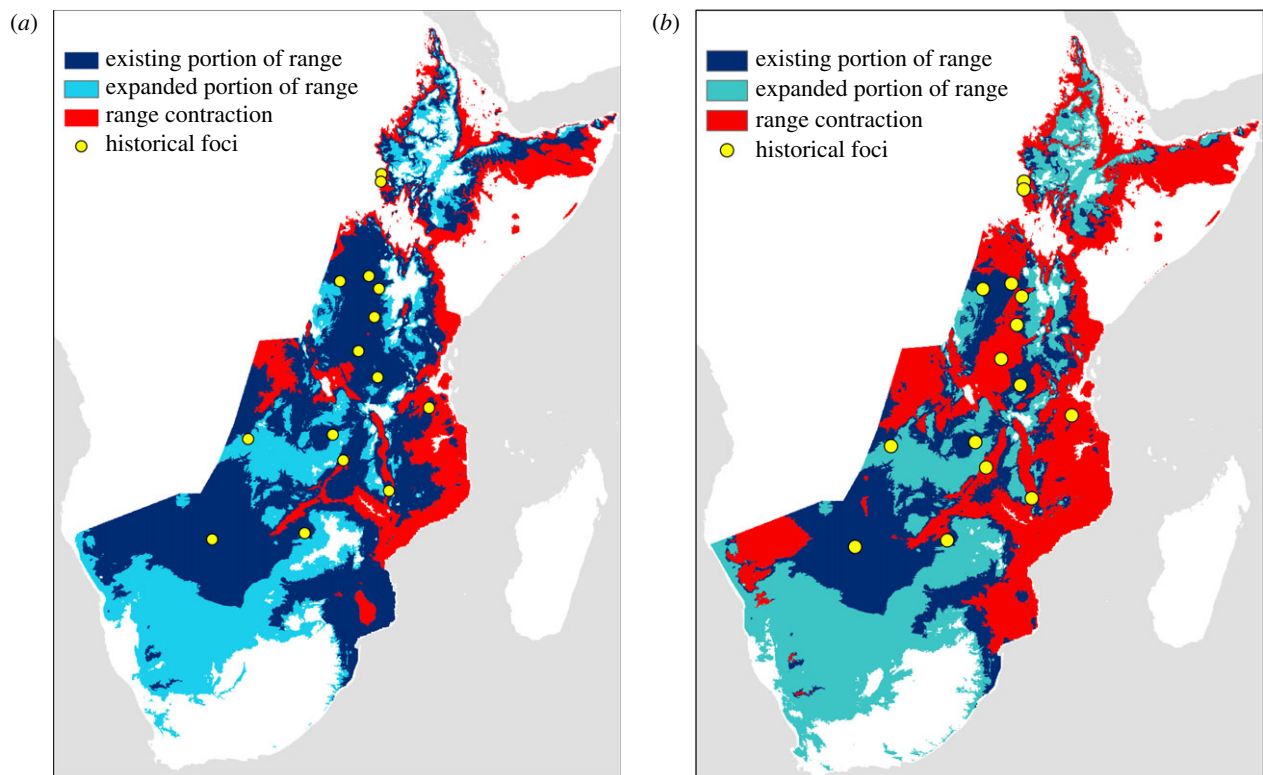 (a)
existing portion of range
expanded portion of range
range contraction
historical foci
(b)
existing portion of range
expanded portion of range
range contraction
historical foci